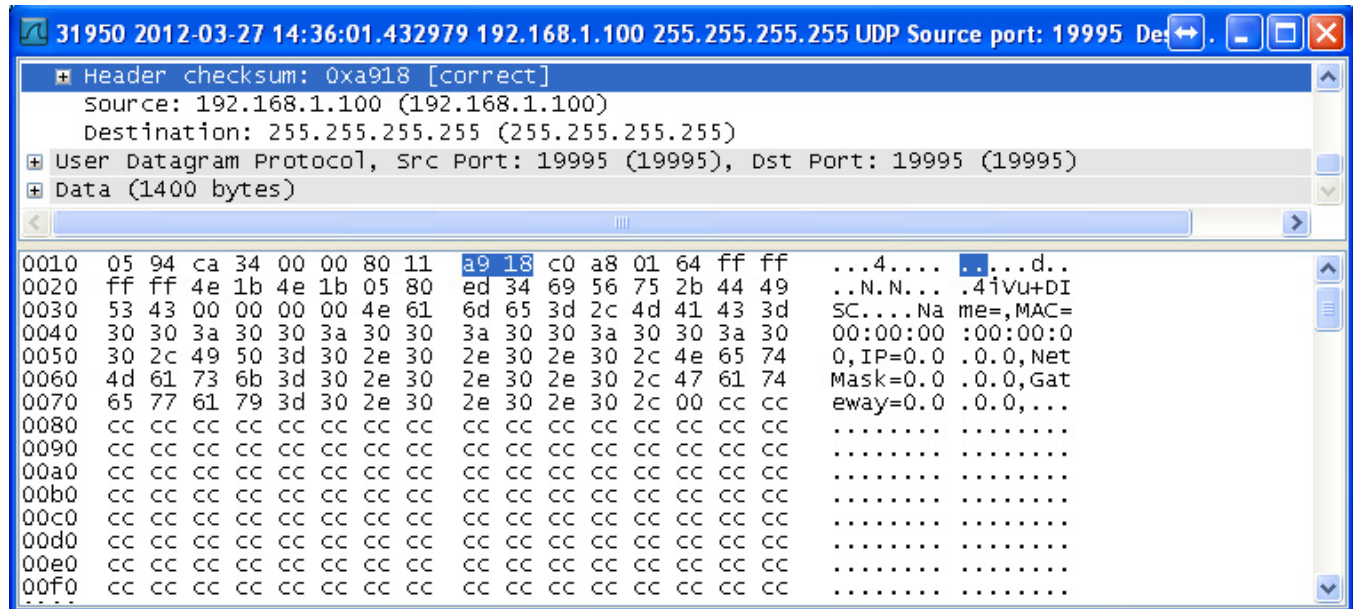 31950 2012-03-27 14:36:01.432979 192.168.1.100 255.255.255.255 UDP Source port: 19995 Des
Header checksum: 0xa918 [correct]
Source: 192.168.1.100 (192.168.1.100)
Destination: 255.255.255.255 (255.255.255.255)
User Datagram Protocol, Src Port: 19995 (19995), Dst Port: 19995 (19995)
Data (1400 bytes)
0010 05 94 ca 34 00 00 80 11 a9 18 c0 a8 01 64 ff ff ...4.... .....d..
0020 ff ff 4e 1b 4e 1b 05 80 ed 34 69 56 75 2b 44 49 ..N.N... .4iVu+DI
0030 53 43 00 00 00 00 4e 61 6d 65 3d 2c 4d 41 43 3d SC....Na me=,MAC=
0040 30 30 3a 30 30 3a 30 30 3a 30 30 3a 30 30 3a 30 00:00:00 :00:00:0
0050 30 2c 49 50 3d 30 2e 30 2e 30 2e 30 2c 4e 65 74 0,IP=0.0 .0.0,Net
0060 4d 61 73 6b 3d 30 2e 30 2e 30 2e 30 2c 47 61 74 Mask=0.0 .0.0,Gat
0070 65 77 61 79 3d 30 2e 30 2e 30 2e 30 2c 00 cc cc eway=0.0 .0.0,...
0080 cc cc cc cc cc cc cc cc cc cc cc cc cc cc cc cc ........ ........
0090 cc cc cc cc cc cc cc cc cc cc cc cc cc cc cc cc ........ ........
00a0 cc cc cc cc cc cc cc cc cc cc cc cc cc cc cc cc ........ ........
00b0 cc cc cc cc cc cc cc cc cc cc cc cc cc cc cc cc ........ ........
00c0 cc cc cc cc cc cc cc cc cc cc cc cc cc cc cc cc ........ ........
00d0 cc cc cc cc cc cc cc cc cc cc cc cc cc cc cc cc ........ ........
00e0 cc cc cc cc cc cc cc cc cc cc cc cc cc cc cc cc ........ ........
00f0 cc cc cc cc cc cc cc cc cc cc cc cc cc cc cc cc ........ ........